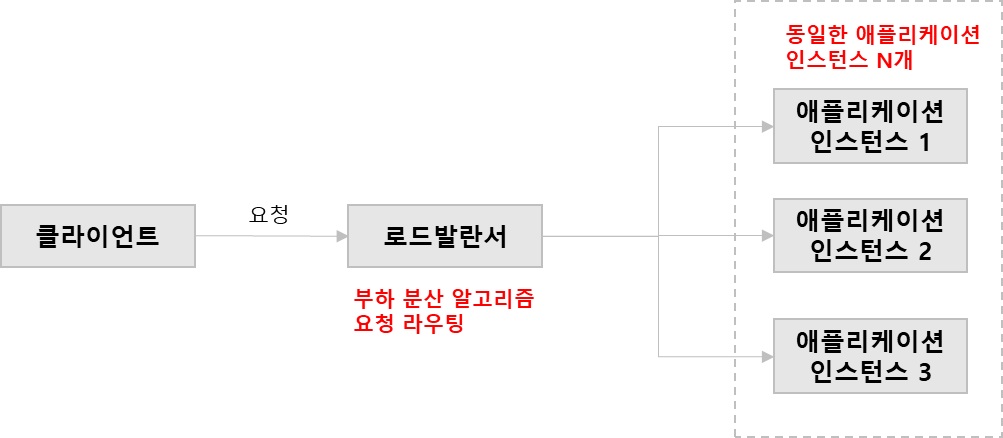 동일한 애플리케이션
인스턴스 N개
애플리케이션
인스턴스 1
클라이언트
요청
로드발란서
부하 분산 알고리즘
요청 라우팅
애플리케이션
인스턴스 2
애플리케이션
인스턴스 3